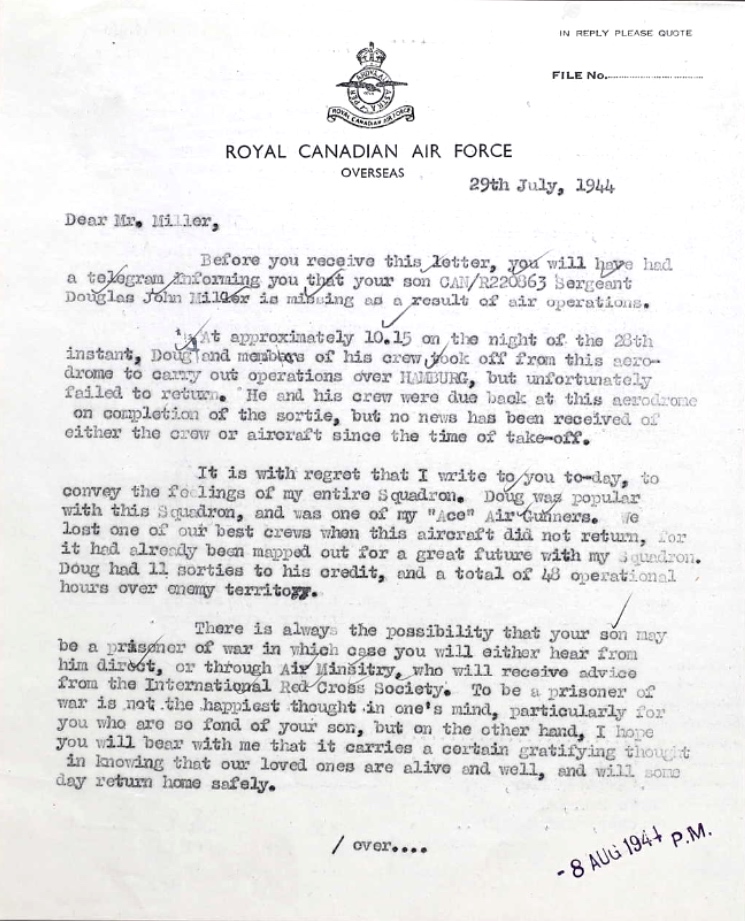 IN REPLY PLEASE QUOTE
FILE No.
ROYAL CANADIAN AIR FORCE
ROYAL CANADIAN AIR FORCE
OVERSEAS
29th July, 1944
Dear Mr. Miller,
Before you receive this letter, you will have had
a telegram informing you that your son CAN/R220863 Sergeant
Douglas John Miller is missing as a result of air operations.
At approximately 10.15 on the night of the 28th
instant, Doug and members of his crew took off from this aero-
drome to carry out operations over HAMBURG, but unfortunately
failed to return. He and his crew were due back at this aerodrome
on completion of the sortie, but no news has been received of
either the crew or aircraft since the time of take-off.
It is with regret that I write to you to-day, to
convey the feelings of my entire Squadron. Doug was popular
with this Squadron, and was one of my "Ace" Air Gunners. We
lost one of our best crews when this aircraft did not return, for
it had already been mapped out for a great future with my Squadron.
Doug had 11 sorties to his credit, and a total of 48 operational
hours over enemy territory.
There is always the possibility that your son may
be a prisoner of war in which case you will either hear from
him direct, or through Air Minsitry, who will receive advice
from the International Red Cross Society. To be a prisoner of
war is not the happiest thought in one's mind, particularly for
you who are so fond of your son, but on the other hand, I hope
you will bear with me that it carries a certain gratifying thought
in knowing that our loved ones are alive and well, and will some
day return home safely.
/ over....
- 8 AUG 1944 P.M.